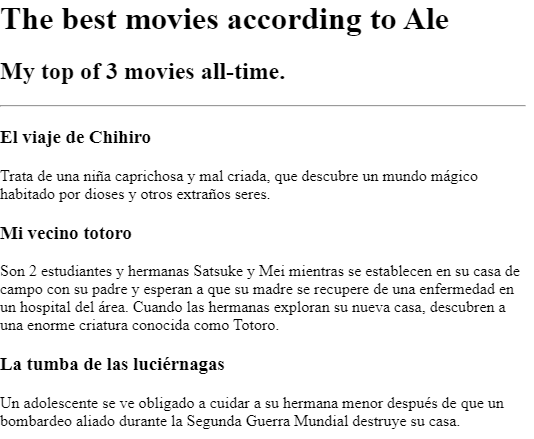 The best movies according to Ale
My top of 3 movies all-time.
El viaje de Chihiro
Trata de una niña caprichosa y mal criada, que descubre un mundo mágico
habitado por dioses y otros extraños seres.
Mi vecino totoro
Son 2 estudiantes y hermanas Satsuke y Mei mientras se establecen en su casa de
campo con su padre y esperan a que su madre se recupere de una enfermedad en
un hospital del área. Cuando las hermanas exploran su nueva casa, descubren a
una enorme criatura conocida como Totoro.
La tumba de las luciérnagas
Un adolescente se ve obligado a cuidar a su hermana menor después de que un
bombardeo aliado durante la Segunda Guerra Mundial destruye su casa.